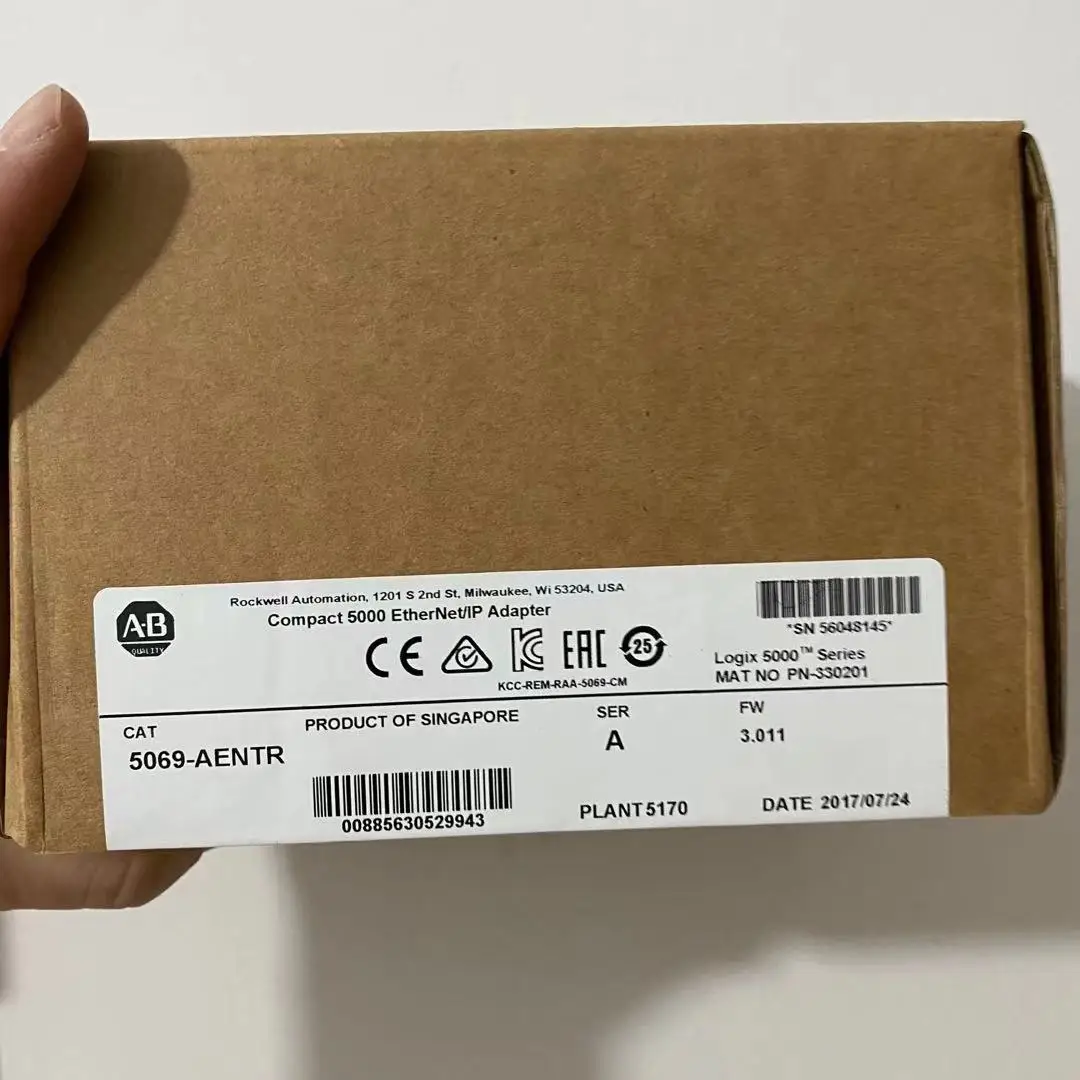 A-B
QUALITY
Rockwell Automation, 1201 S 2nd St, Milwaukee, Wi 53204, USA
Compact 5000 EtherNet/IP Adapter
CE
KC
EAC
25
KCC-REM-RAA-5069-CM
*SN 56048145*
Logix 5000™ Series
MAT NO PN-330201
CAT
5069-AENTR
PRODUCT OF SINGAPORE
00885630529943
SER
A
PLANT 5170
FW
3.011
DATE 2017/07/24